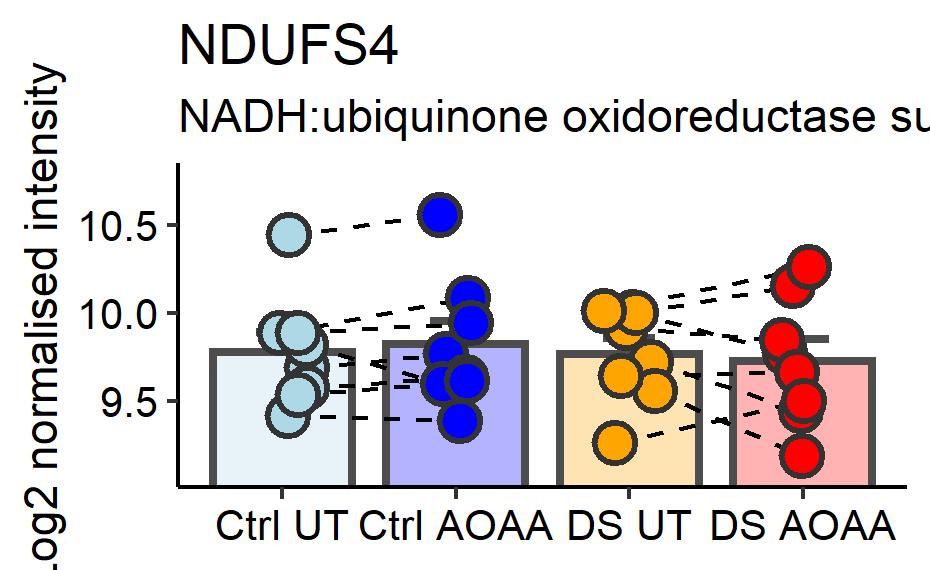 NDUFS4
NADH:ubiquinone oxidoreductase su
Log2 normalised intensity
10.5
10.0
9.5
Ctrl UT Ctrl AOAA DS UT DS AOAA